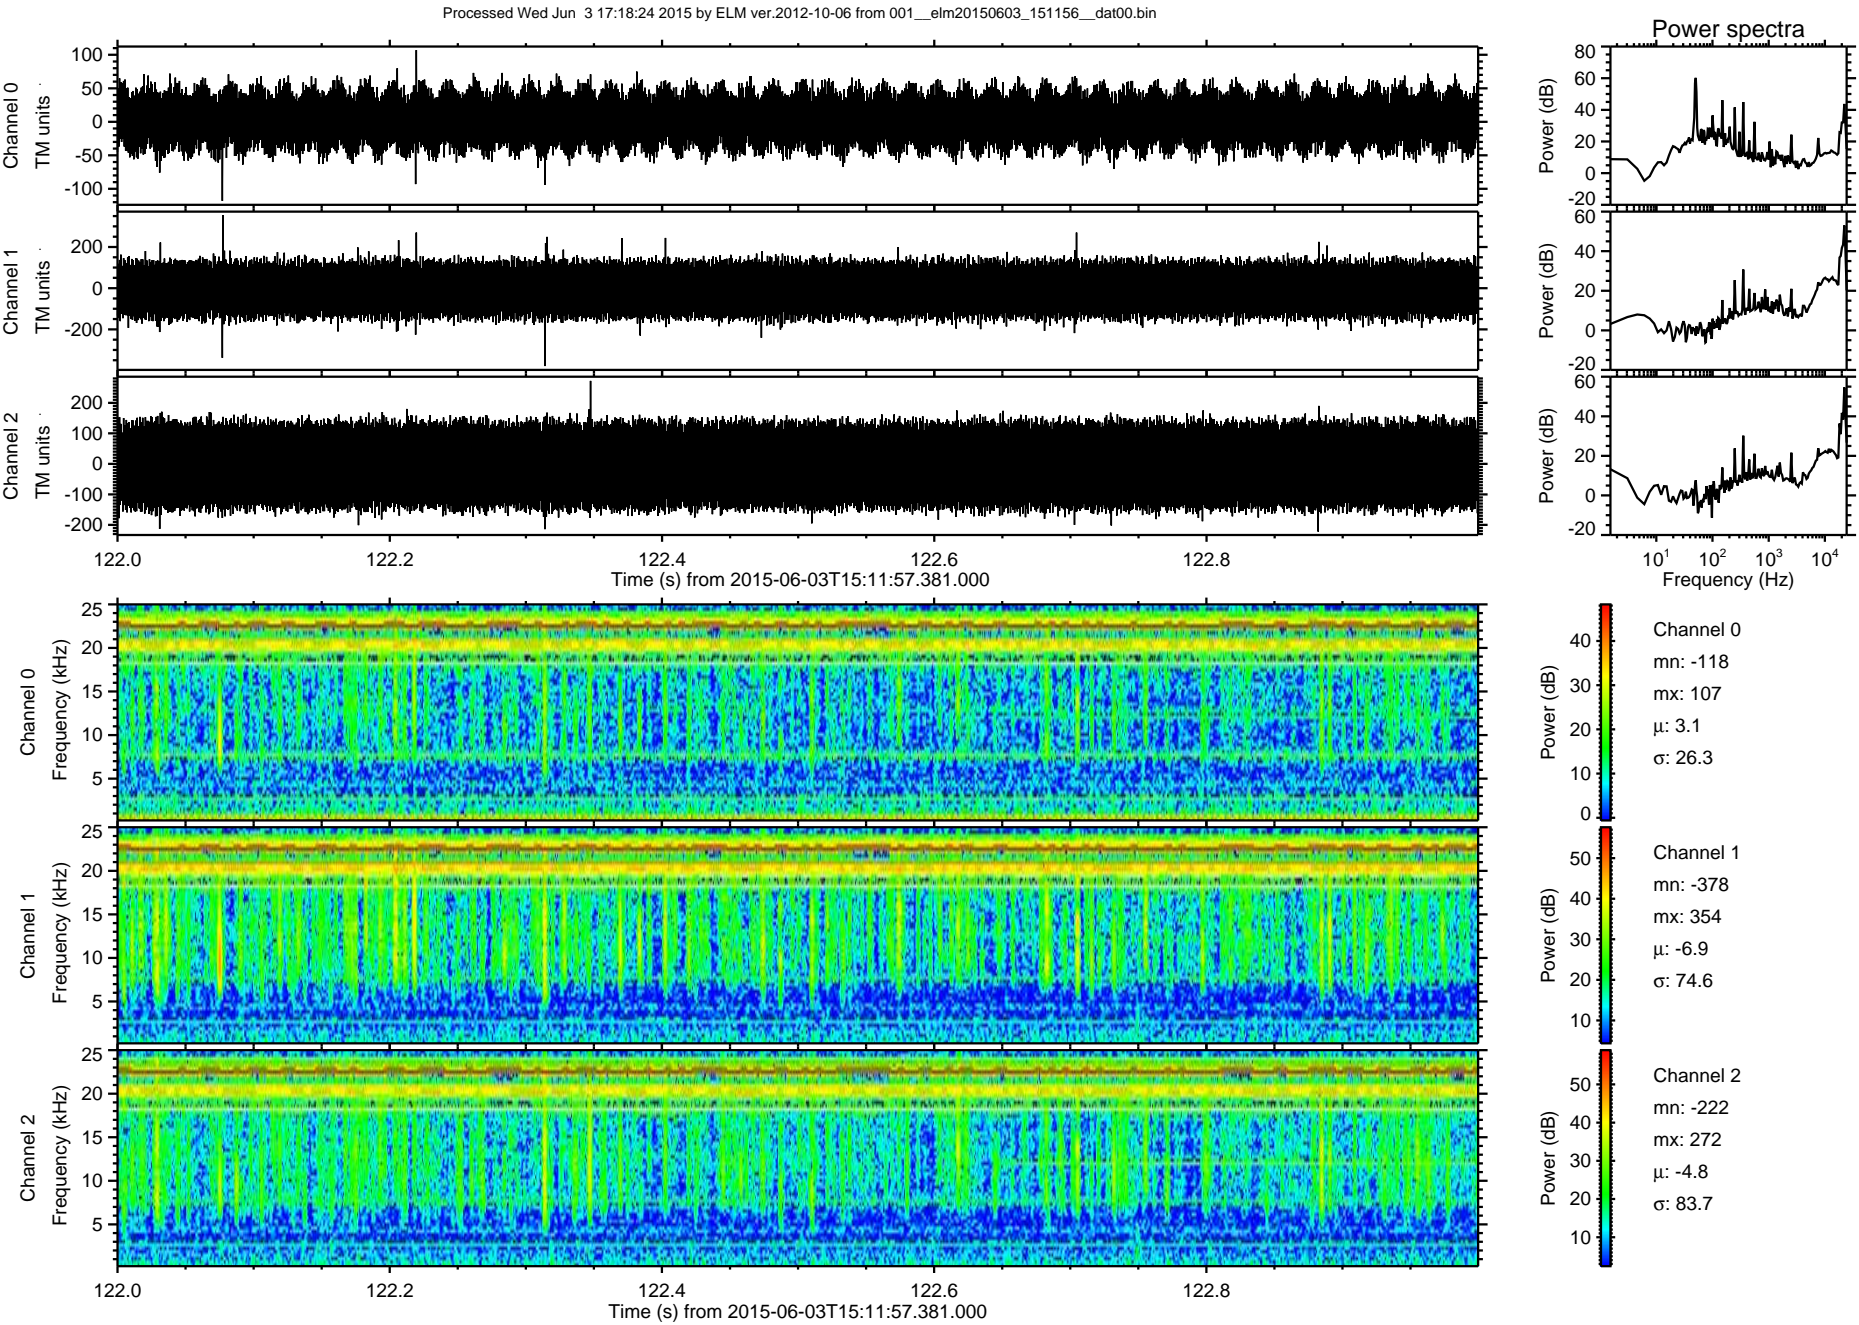 Processed Wed Jun  3 17:18:24 2015 by ELM ver.2012-10-06 from 001__elm20150603_151156__dat00.bin
Power spectra
Channel 0
TM units
100
50
0
-50
-100
Power (dB)
80
60
40
20
0
-20
Channel 1
TM units
200
0
-200
Power (dB)
60
40
20
0
-20
Channel 2
TM units
200
100
0
-100
-200
Power (dB)
60
40
20
0
-20
122.0 122.2 122.4 122.6 122.8
Time (s) from 2015-06-03T15:11:57.381.000
10^1 10^2 10^3 10^4
Frequency (Hz)
Channel 0
Frequency (kHz)
25
20
15
10
5
Power (dB)
40
30
20
10
0
Channel 0
mn: -118
mx: 107
μ: 3.1
σ: 26.3
Channel 1
Frequency (kHz)
25
20
15
10
5
Power (dB)
50
40
30
20
10
Channel 1
mn: -378
mx: 354
μ: -6.9
σ: 74.6
Channel 2
Frequency (kHz)
25
20
15
10
5
Power (dB)
50
40
30
20
10
Channel 2
mn: -222
mx: 272
μ: -4.8
σ: 83.7
122.0 122.2 122.4 122.6 122.8
Time (s) from 2015-06-03T15:11:57.381.000